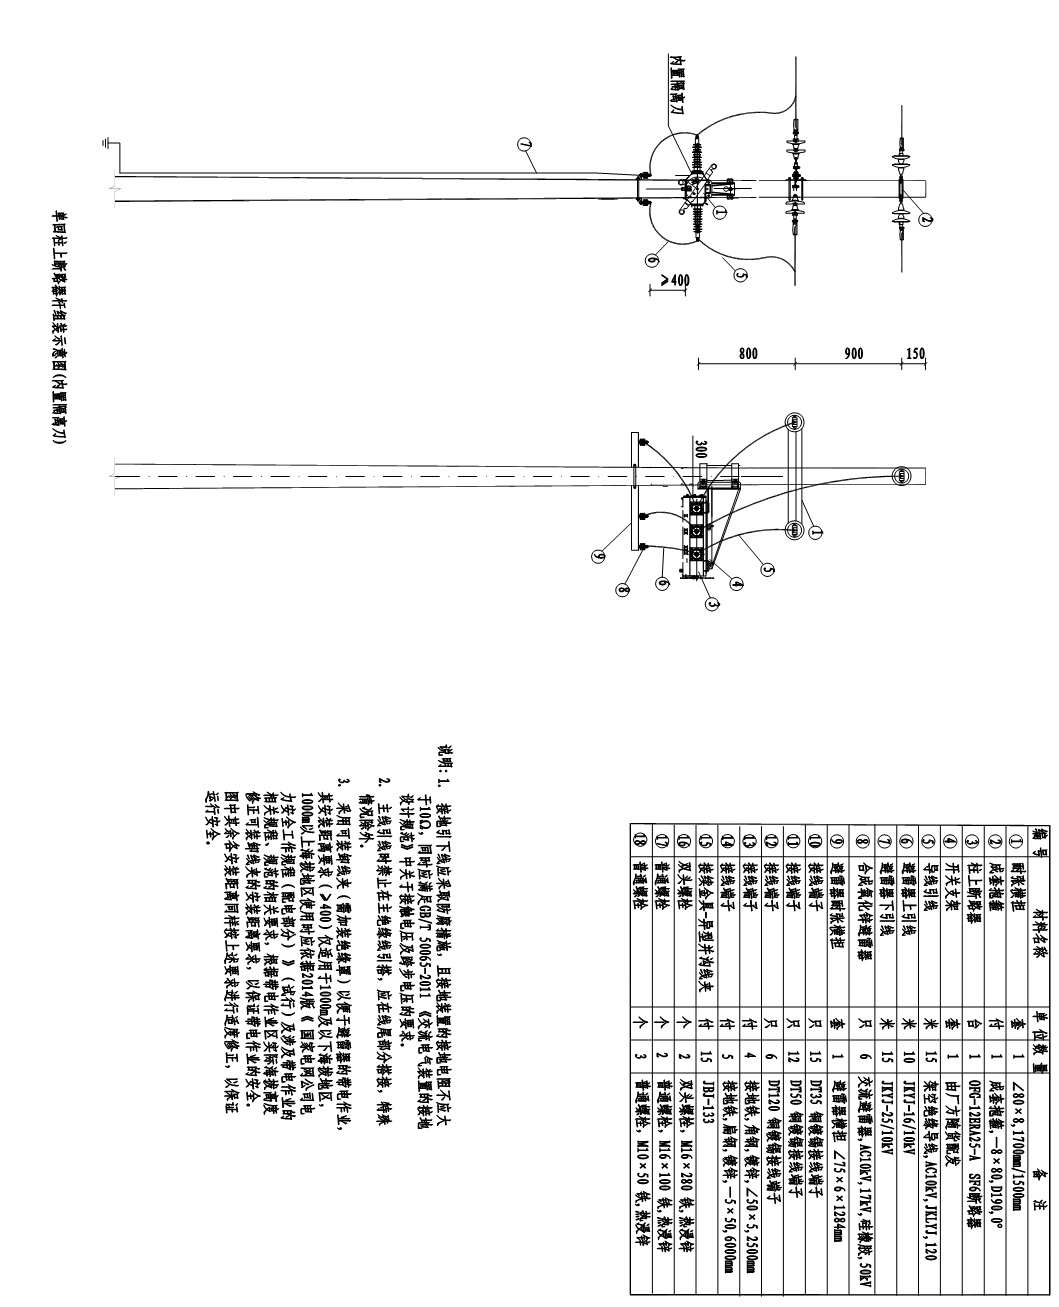 内置隔离刀
⑦
①
②
⑥
⑤
≥400
单回柱上断路器杆组装示意图(内置隔离刀)
800
900
150
300
①
⑤
④
③
⑥
⑧
⑨
编号 材料名称 单位 数量 备 注
① 耐张横担 套 1 ∠80×8,1700mm/1500mm
② 成套抱箍 付 1 成套抱箍,-8×80,D190,0°
③ 柱上断路器 台 1 OFG-12ERA25-A SF6断路器
④ 开关支架 套 1 由厂方随货配发
⑤ 导线引线 米 15 架空绝缘导线,AC10kV,JKLYJ,120
⑥ 避雷器上引线 米 10 JKYJ-16/10kV
⑦ 避雷器下引线 米 15 JKYJ-25/10kV
⑧ 合成氧化锌避雷器 只 6 交流避雷器,AC10kV,17kV,硅橡胶,50kV
⑨ 避雷器耐张横担 套 1 避雷器横担 ∠75×6×1284mm
⑩ 接线端子 只 15 DT35 铜镀锡接线端子
⑪ 接线端子 只 12 DT50 铜镀锡接线端子
⑫ 接线端子 只 6 DT120 铜镀锡接线端子
⑬ 接线端子 付 4 接地铁,角钢,镀锌,∠50×5,2500mm
⑭ 接线端子 付 5 接地铁,扁钢,镀锌,—5×50,6000mm
⑮ 接续金具-异型并沟线夹 付 15 JBJ-133
⑯ 双头螺栓 个 2 双头螺栓,M16×280 铁,热浸锌
⑰ 普通螺栓 个 2 普通螺栓,M16×100 铁,热浸锌
⑱ 普通螺栓 个 3 普通螺栓,M10×50 铁,热浸锌
说明: 1. 接地引下线应采取防腐措施，且接地装置的接地电阻不应大
于10Ω，同时应满足GB/T 50065-2011 《交流电气装置的接地
设计规范》中关于接触电压及跨步电压的要求。
2. 主线引线时禁止在主绝缘线引搭，应在线尾部分搭接，特殊
情况除外。
3. 采用可装卸线夹（需加装绝缘罩）以便于避雷器的带电作业，
其安装距离要求（≥400）仅适用于1000m及以下海拔地区，
1000m以上海拔地区使用时应依据2014版《国家电网公司电
力安全工作规程（配电部分）》（试行）及涉及带电作业的
相关规程、规范的相关要求，根据带电作业区实际海拔高度
修正可装卸线夹的安装距离要求，以保证带电作业的安全。
图中其余各安装距离同样按上述要求进行适度修正，以保证
运行安全。